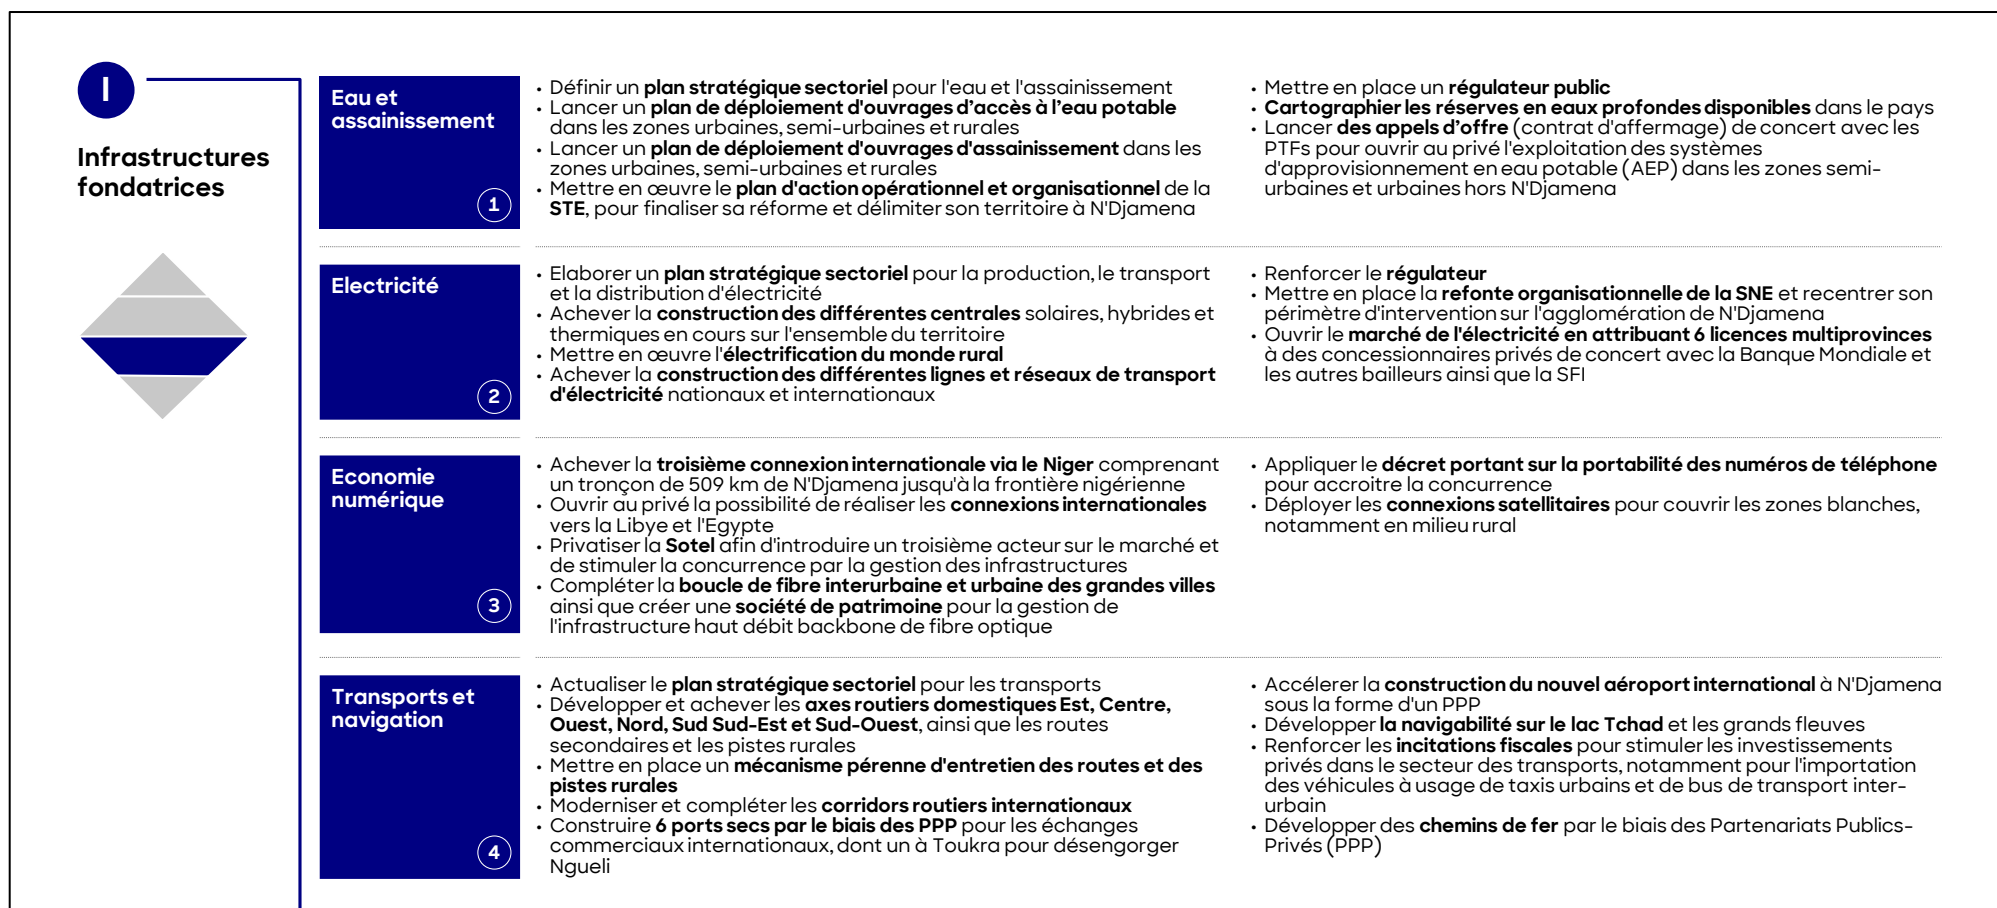 I
Infrastructures
fondatrices
Eau et
assainissement
1
• Définir un plan stratégique sectoriel pour l'eau et l'assainissement
• Lancer un plan de déploiement d'ouvrages d’accès à l’eau potable
dans les zones urbaines, semi-urbaines et rurales
• Lancer un plan de déploiement d'ouvrages d'assainissement dans les
zones urbaines, semi-urbaines et rurales
• Mettre en œuvre le plan d'action opérationnel et organisationnel de la
STE, pour finaliser sa réforme et délimiter son territoire à N'Djamena
• Mettre en place un régulateur public
• Cartographier les réserves en eaux profondes disponibles dans le pays
• Lancer des appels d’offre (contrat d'affermage) de concert avec les
PTFs pour ouvrir au privé l'exploitation des systèmes
d'approvisionnement en eau potable (AEP) dans les zones semi-
urbaines et urbaines hors N'Djamena
Electricité
2
• Elaborer un plan stratégique sectoriel pour la production, le transport
et la distribution d'électricité
• Achever la construction des différentes centrales solaires, hybrides et
thermiques en cours sur l'ensemble du territoire
• Mettre en œuvre l'électrification du monde rural
• Achever la construction des différentes lignes et réseaux de transport
d'électricité nationaux et internationaux
• Renforcer le régulateur
• Mettre en place la refonte organisationnelle de la SNE et recentrer son
périmètre d'intervention sur l'agglomération de N'Djamena
• Ouvrir le marché de l'électricité en attribuant 6 licences multiprovinces
à des concessionnaires privés de concert avec la Banque Mondiale et
les autres bailleurs ainsi que la SFI
Economie
numérique
3
• Achever la troisième connexion internationale via le Niger comprenant
un tronçon de 509 km de N'Djamena jusqu'à la frontière nigérienne
• Ouvrir au privé la possibilité de réaliser les connexions internationales
vers la Libye et l'Egypte
• Privatiser la Sotel afin d'introduire un troisième acteur sur le marché et
de stimuler la concurrence par la gestion des infrastructures
• Compléter la boucle de fibre interurbaine et urbaine des grandes villes
ainsi que créer une société de patrimoine pour la gestion de
l'infrastructure haut débit backbone de fibre optique
• Appliquer le décret portant sur la portabilité des numéros de téléphone
pour accroitre la concurrence
• Déployer les connexions satellitaires pour couvrir les zones blanches,
notamment en milieu rural
Transports et
navigation
4
• Actualiser le plan stratégique sectoriel pour les transports
• Développer et achever les axes routiers domestiques Est, Centre,
Ouest, Nord, Sud Sud-Est et Sud-Ouest, ainsi que les routes
secondaires et les pistes rurales
• Mettre en place un mécanisme pérenne d'entretien des routes et des
pistes rurales
• Moderniser et compléter les corridors routiers internationaux
• Construire 6 ports secs par le biais des PPP pour les échanges
commerciaux internationaux, dont un à Toukra pour désengorger
Ngueli
• Accélerer la construction du nouvel aéroport international à N'Djamena
sous la forme d'un PPP
• Développer la navigabilité sur le lac Tchad et les grands fleuves
• Renforcer les incitations fiscales pour stimuler les investissements
privés dans le secteur des transports, notamment pour l'importation
des véhicules à usage de taxis urbains et de bus de transport inter-
urbain
• Développer des chemins de fer par le biais des Partenariats Publics-
Privés (PPP)